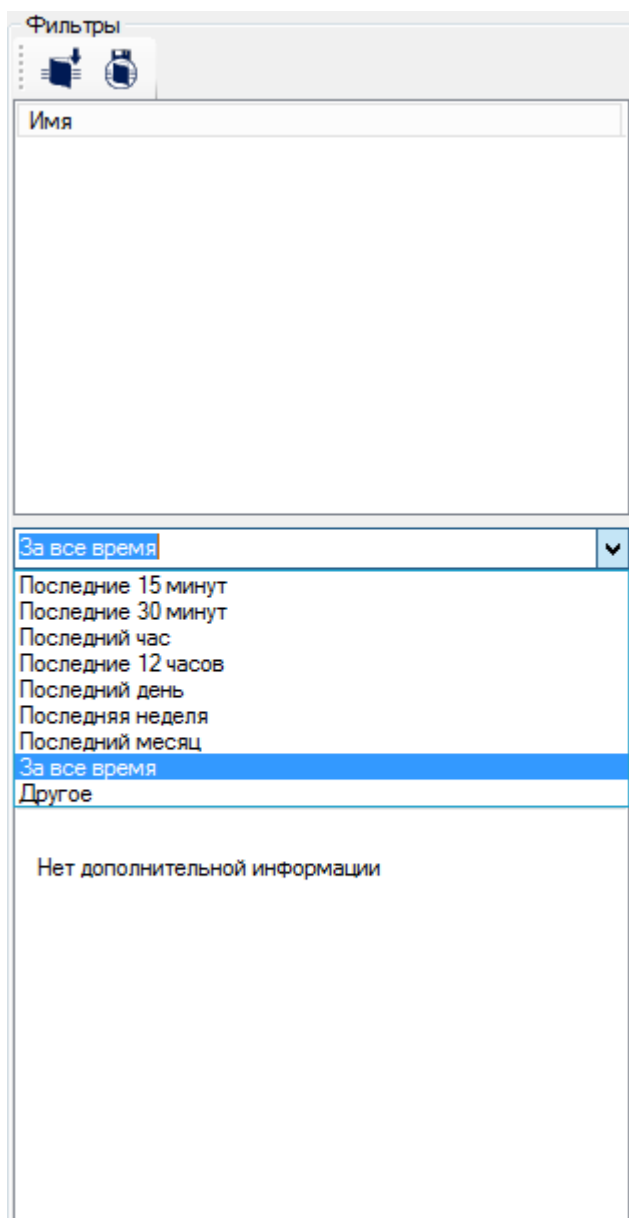 Фильтры
Имя
За все время
Последние 15 минут
Последние 30 минут
Последний час
Последние 12 часов
Последний день
Последняя неделя
Последний месяц
За все время
Другое
Нет дополнительной информации